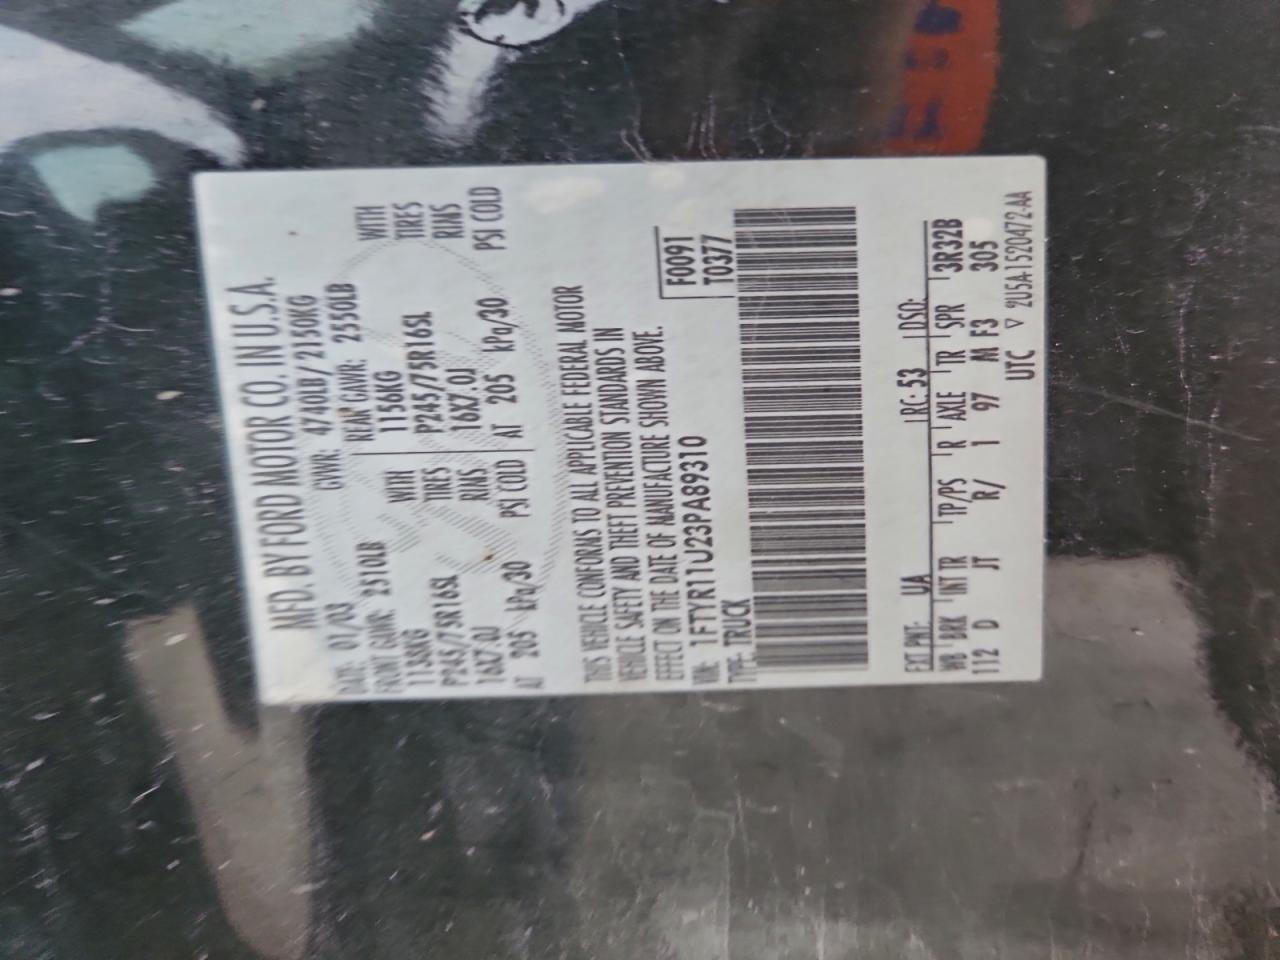 MFD. BY FORD MOTOR CO. IN U.S.A.
DATE: 01/03 GVWR: 4740LB/ 2150KG
FRONT GAWR: 2510LB REAR GAWR: 2550LB
1138KG WITH 1156KG WITH
P245/75R16SL TIRES P245/75R16SL TIRES
16X7.0J RIMS 16X7.0J RIMS
AT 205 kPa/30 PSI COLD AT 205 kPa/30 PSI COLD
THIS VEHICLE CONFORMS TO ALL APPLICABLE FEDERAL MOTOR
VEHICLE SAFETY AND THEFT PREVENTION STANDARDS IN
EFFECT ON THE DATE OF MANUFACTURE SHOWN ABOVE.
F0091
VIN: 1FTYR11U23PA89310 T0377
TYPE: TRUCK
EXT PNT: UA RC: 53 DSO:
WB BRK INT TR TP/PS R AXLE TR SPR 3R32B
112 D JT R/ 1 97 M F3 305
UTC ▽ 2U5A-1520472-AA